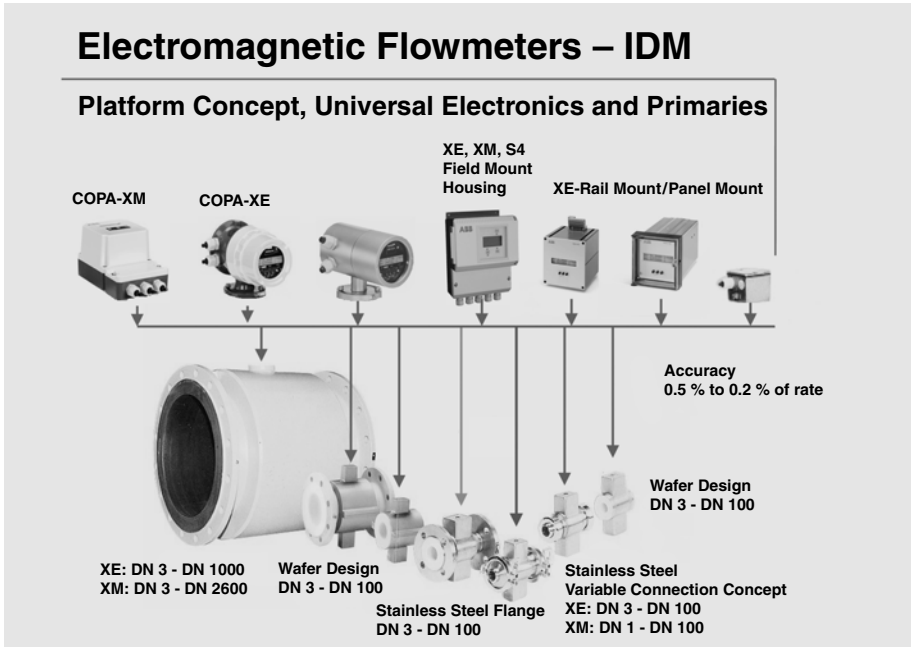 Electromagnetic Flowmeters – IDM
Platform Concept, Universal Electronics and Primaries
COPA-XM
COPA-XE
XE, XM, S4
Field Mount
Housing
XE-Rail Mount/Panel Mount
ABB
Accuracy
0.5 % to 0.2 % of rate
Wafer Design
DN 3 - DN 100
XE: DN 3 - DN 1000
XM: DN 3 - DN 2600
Wafer Design
DN 3 - DN 100
Stainless Steel Flange
DN 3 - DN 100
Stainless Steel
Variable Connection Concept
XE: DN 3 - DN 100
XM: DN 1 - DN 100